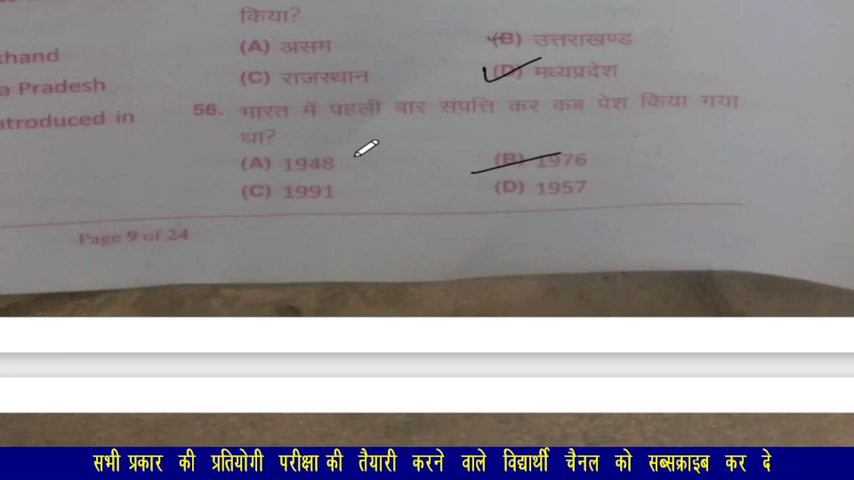 किया?
(A) असम
(B) उत्तराखण्ड
(C) राजस्थान
(D) मध्यप्रदेश
khand
a Pradesh
ntroduced in
56. भारत में पहली बार संपत्ति कर कब पेश किया गया
था?
(A) 1948
(B) 1976
(C) 1991
(D) 1957
Page 9 of 24
सभी प्रकार की प्रतियोगी परीक्षा की तैयारी करने वाले विद्यार्थी चैनल को सब्सक्राइब कर दे